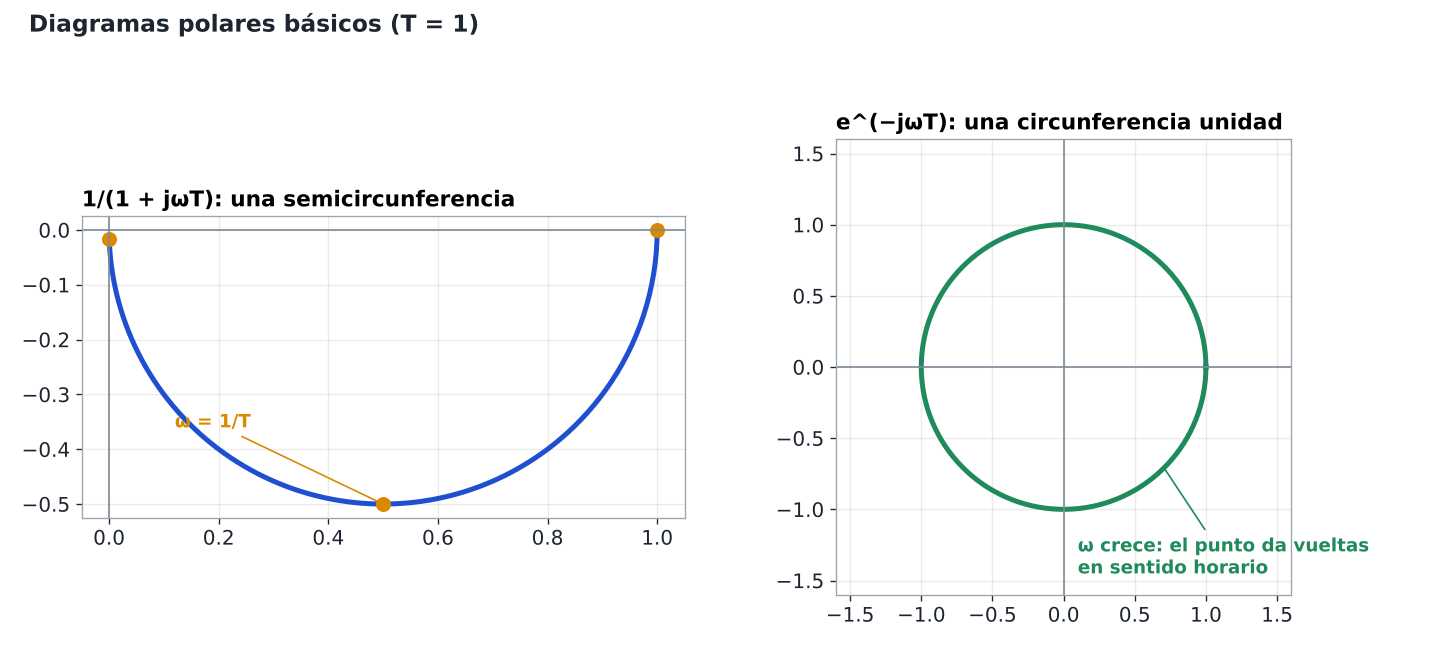 Diagramas polares básicos (T = 1)
1/(1 + jωT): una semicircunferencia
0.0
−0.1
−0.2
−0.3
−0.4
−0.5
ω = 1/T
0.0 0.2 0.4 0.6 0.8 1.0
e^(−jωT): una circunferencia unidad
1.5
1.0
0.5
0.0
−0.5
−1.0
−1.5
ω crece: el punto da vueltas
en sentido horario
−1.5 −1.0 −0.5 0.0 0.5 1.0 1.5